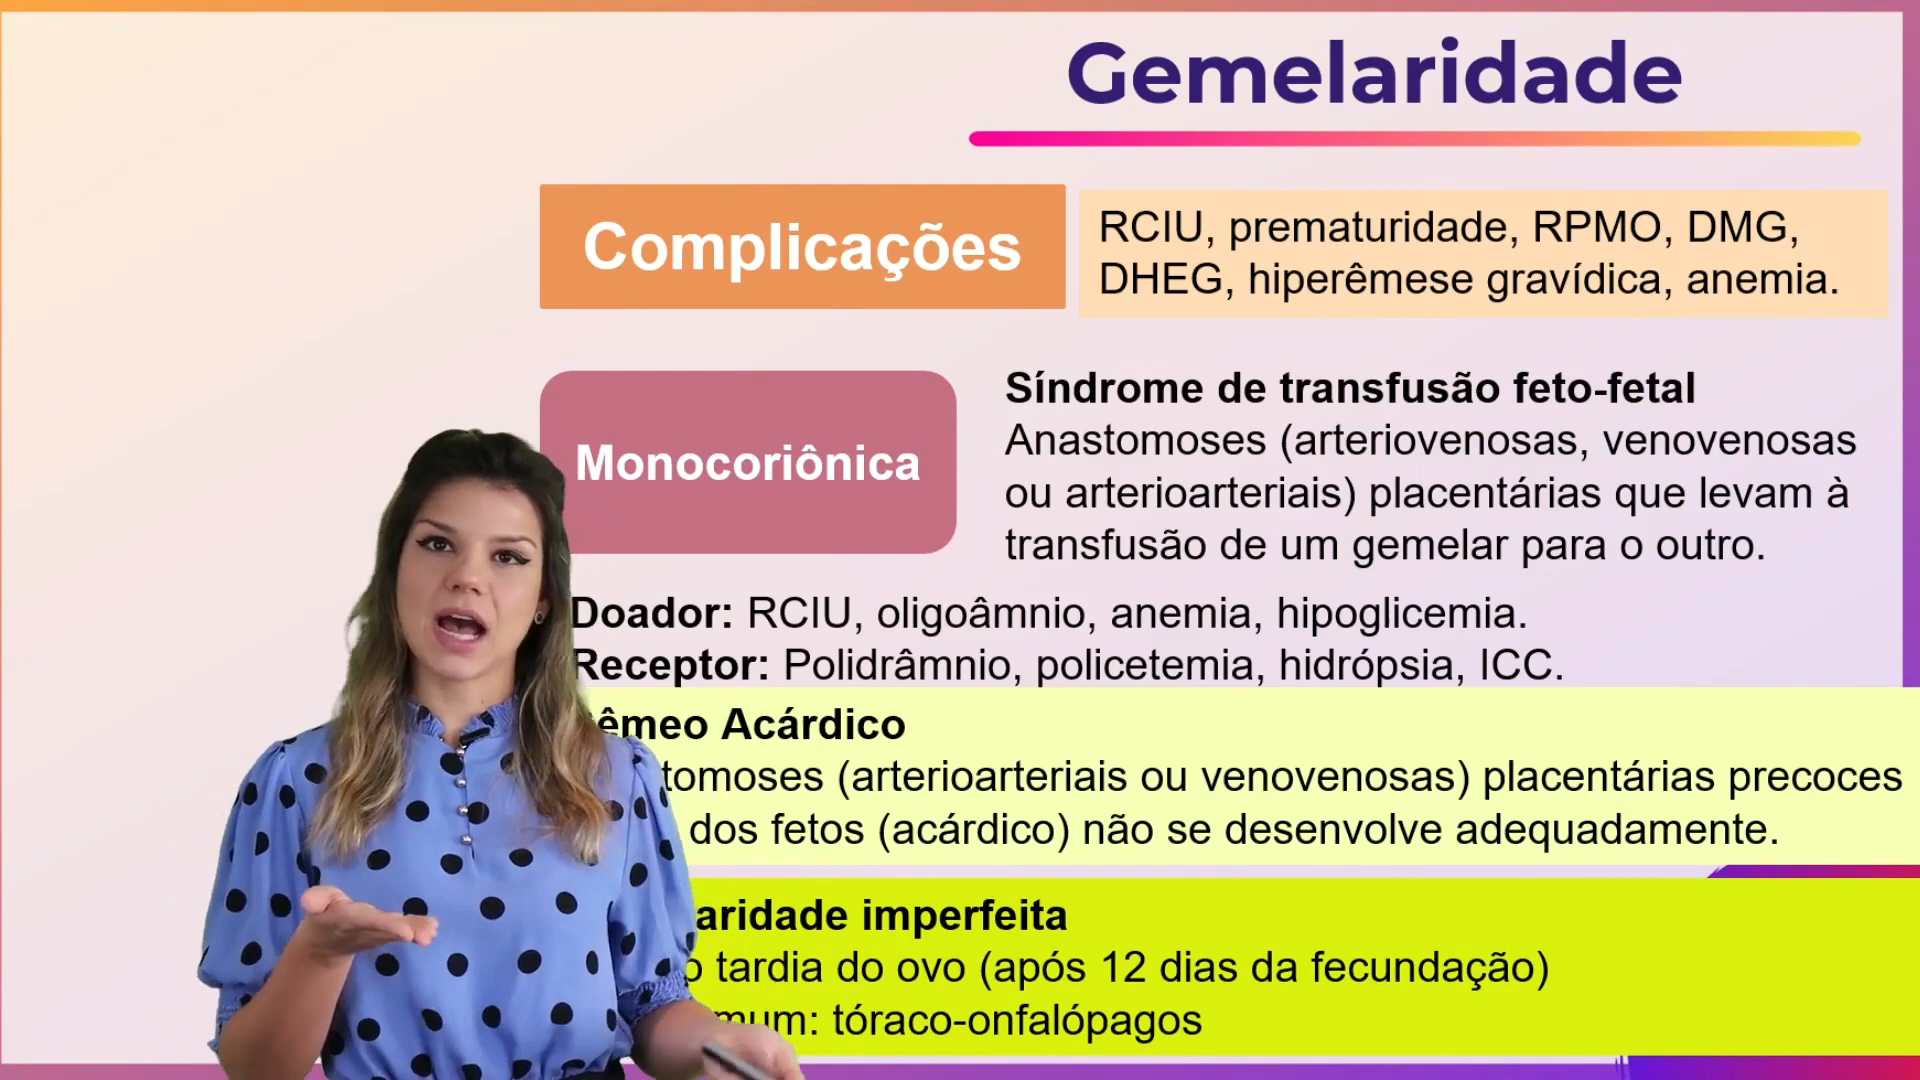 Gemelaridade
Complicações
RCIU, prematuridade, RPMO, DMG,
DHEG, hiperêmese gravídica, anemia.
Monocoriônica
Síndrome de transfusão feto-fetal
Anastomoses (arteriovenosas, venovenosas
ou arterioarteriais) placentárias que levam à
transfusão de um gemelar para o outro.
Doador: RCIU, oligoâmnio, anemia, hipoglicemia.
Receptor: Polidrâmnio, policetemia, hidrópsia, ICC.
êmeo Acárdico
tomoses (arterioarteriais ou venovenosas) placentárias precoces
dos fetos (acárdico) não se desenvolve adequadamente.
aridade imperfeita
o tardia do ovo (após 12 dias da fecundação)
mum: tóraco-onfalópagos